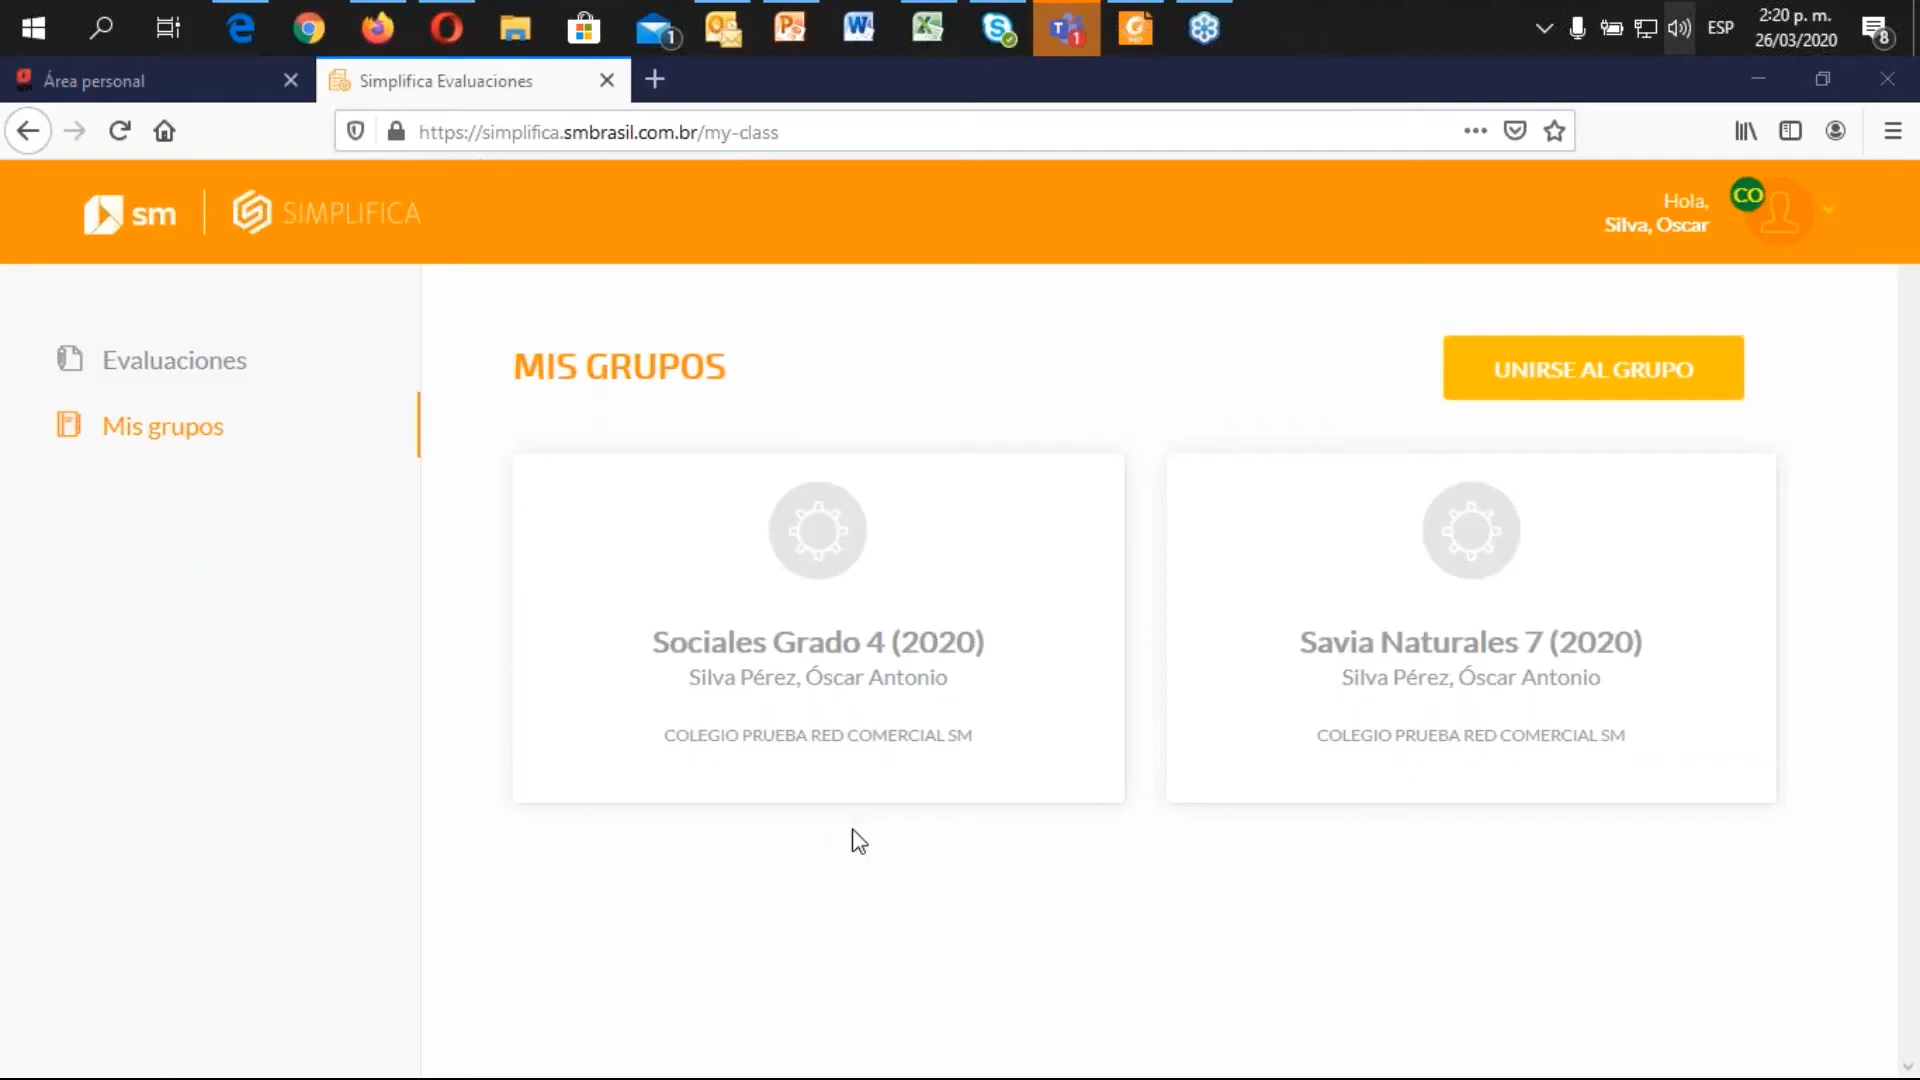 2:20 p. m.
ESP
26/03/2020
1
1
8
Área personal
Simplifica Evaluaciones
https://simplifica.smbrasil.com.br/my-class
sm
SIMPLIFICA
Hola,
Silva, Oscar
CO
Evaluaciones
Mis grupos
MIS GRUPOS
UNIRSE AL GRUPO
Sociales Grado 4 (2020)
Silva Pérez, Óscar Antonio
COLEGIO PRUEBA RED COMERCIAL SM
Savia Naturales 7 (2020)
Silva Pérez, Óscar Antonio
COLEGIO PRUEBA RED COMERCIAL SM